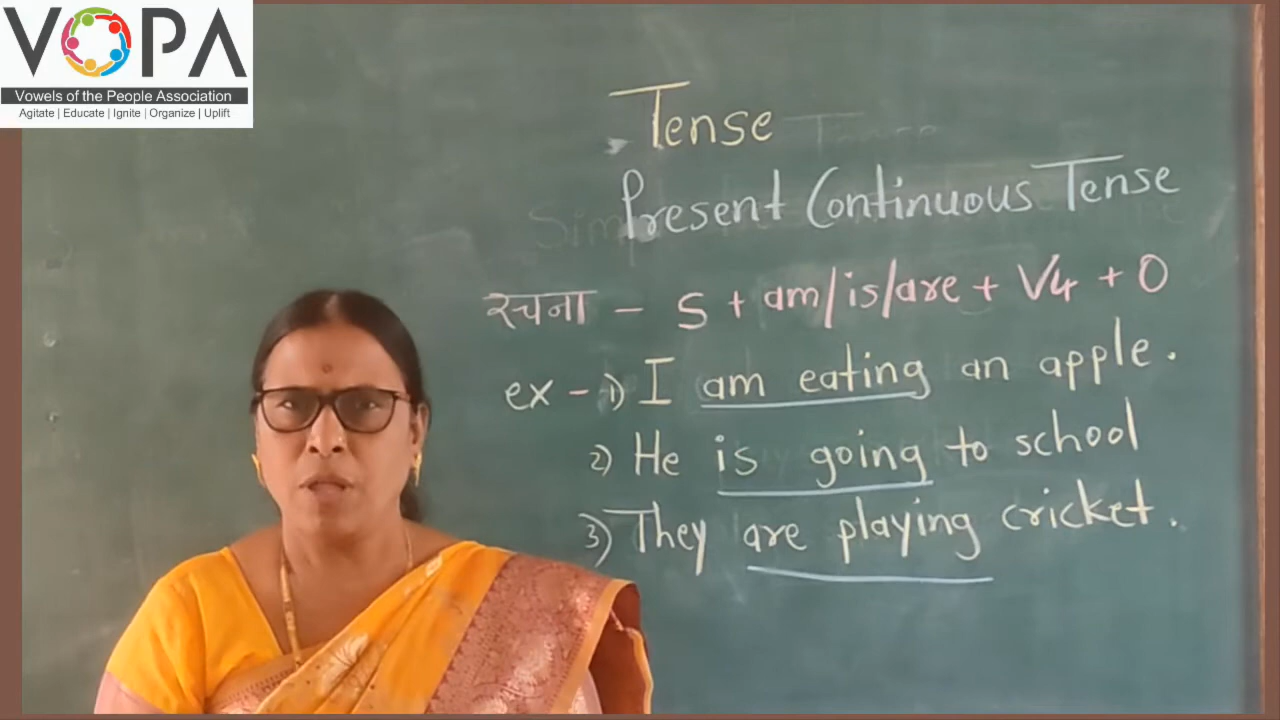 VOPA
Vowels of the People Association
Agitate | Educate | Ignite | Organize | Uplift
Tense
Present Continuous Tense
रचना - S + am/is/are + V4 + O
ex - 1) I am eating an apple.
2) He is going to school
3) They are playing cricket.